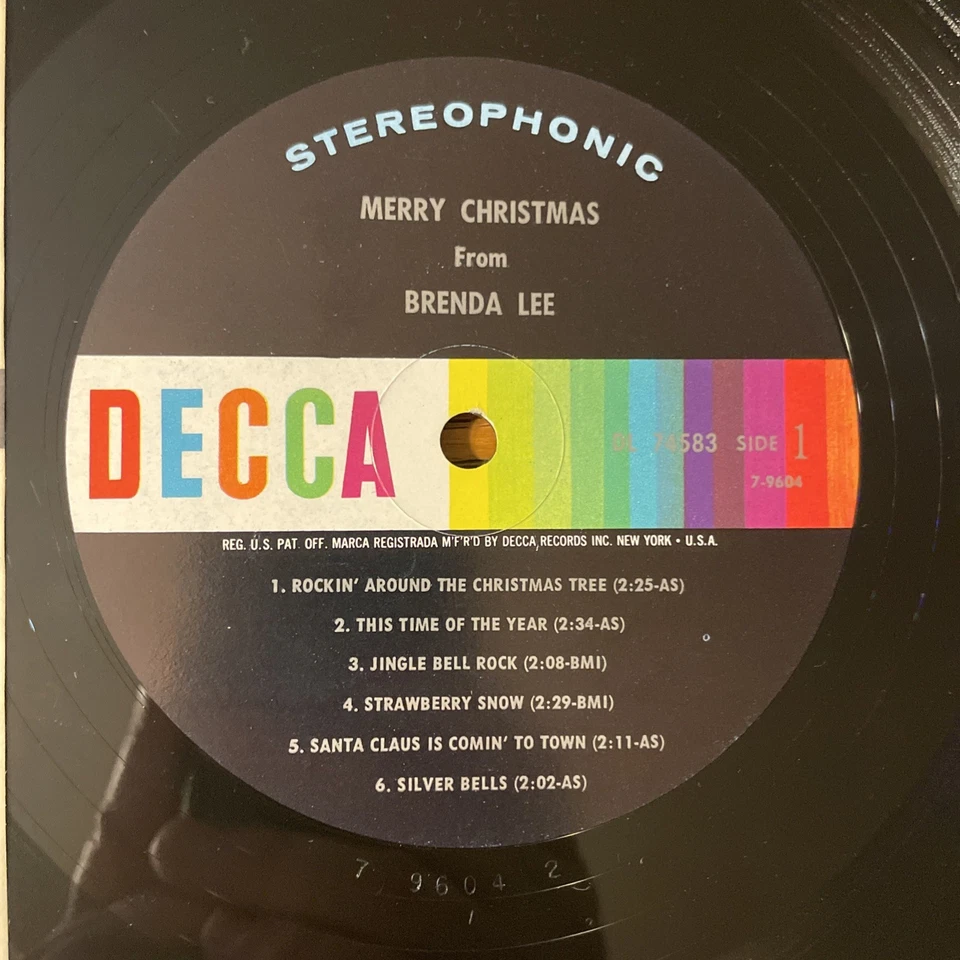 STEREOPHONIC
MERRY CHRISTMAS
From
BRENDA LEE
DECCA
DL 74583 SIDE 1
7-9604
REG. U.S. PAT. OFF. MARCA REGISTRADA M'F'R'D BY DECCA RECORDS INC. NEW YORK • U.S.A.
1. ROCKIN' AROUND THE CHRISTMAS TREE (2:25-AS)
2. THIS TIME OF THE YEAR (2:34-AS)
3. JINGLE BELL ROCK (2:08-BMI)
4. STRAWBERRY SNOW (2:29-BMI)
5. SANTA CLAUS IS COMIN' TO TOWN (2:11-AS)
6. SILVER BELLS (2:02-AS)
7 9604 2